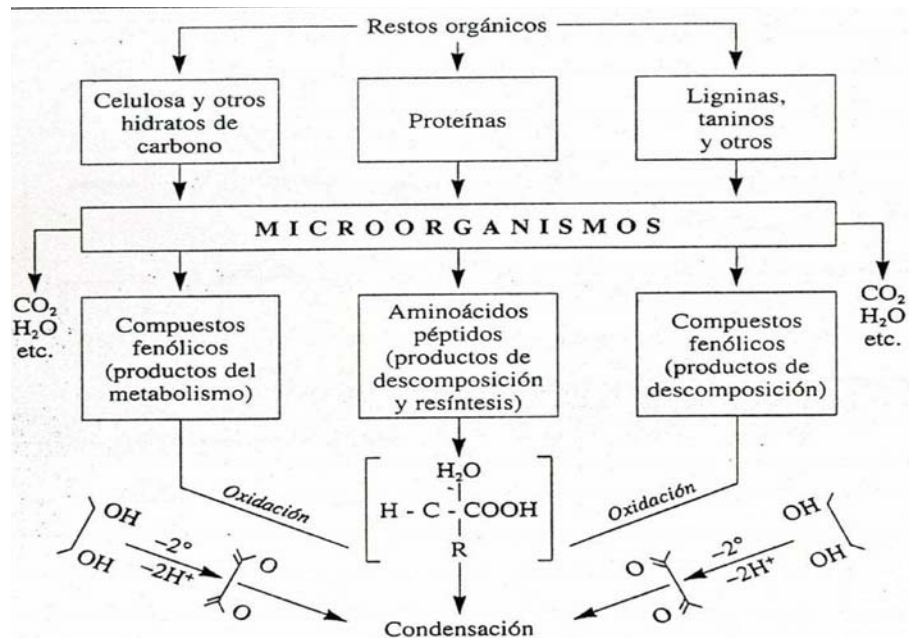 Restos orgánicos
Celulosa y otros
hidratos de
carbono
Proteínas
Ligninas,
taninos
y otros
MICROORGANISMOS
CO₂
H₂O
etc.
Compuestos
fenólicos
(productos del
metabolismo)
Aminoácidos
péptidos
(productos de
descomposición
y resíntesis)
Compuestos
fenólicos
(productos de
descomposición)
CO₂
H₂O
etc.
Oxidación
H₂O
H - C - COOH
R
Oxidación
OH
OH
–2°
–2H⁺
O
O
O
O
–2°
–2H⁺
OH
OH
Condensación